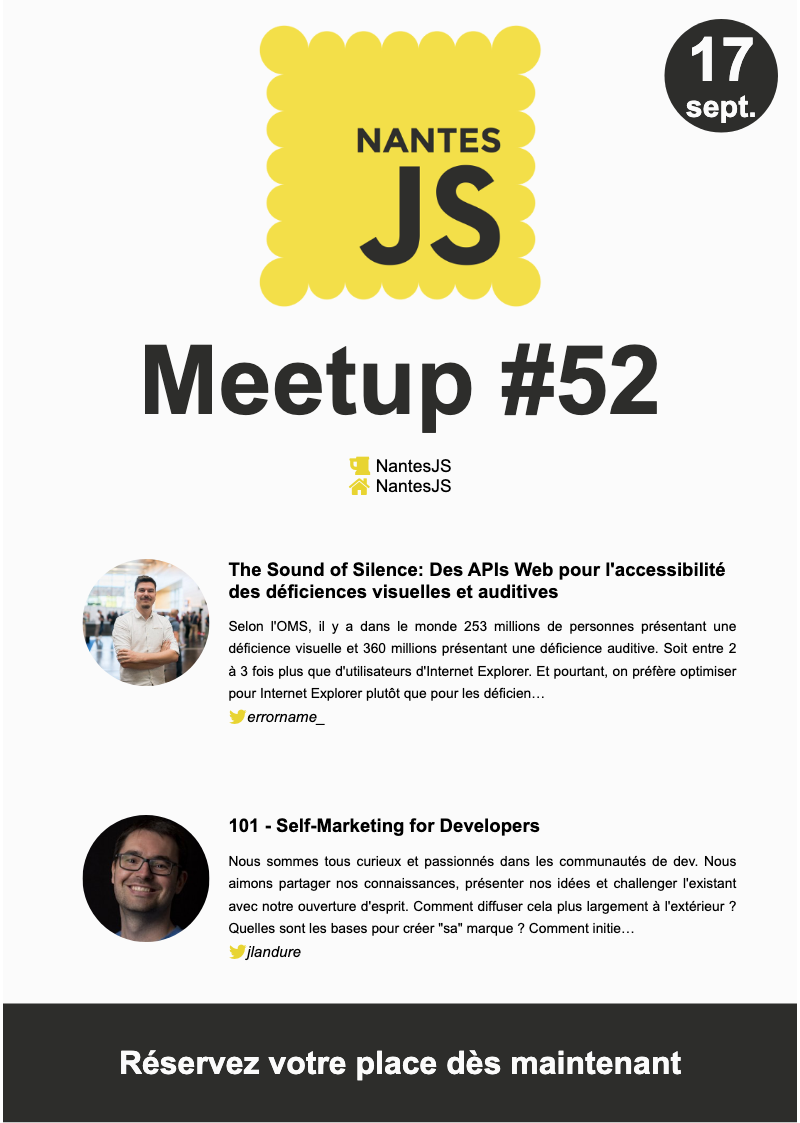 17
sept.
NANTES
JS
Meetup #52
NantesJS
NantesJS
The Sound of Silence: Des APIs Web pour l'accessibilité
des déficiences visuelles et auditives
Selon l'OMS, il y a dans le monde 253 millions de personnes présentant une
déficience visuelle et 360 millions présentant une déficience auditive. Soit entre 2
à 3 fois plus que d'utilisateurs d'Internet Explorer. Et pourtant, on préfère optimiser
pour Internet Explorer plutôt que pour les déficien…
errorname_
101 - Self-Marketing for Developers
Nous sommes tous curieux et passionnés dans les communautés de dev. Nous
aimons partager nos connaissances, présenter nos idées et challenger l'existant
avec notre ouverture d'esprit. Comment diffuser cela plus largement à l'extérieur ?
Quelles sont les bases pour créer "sa" marque ? Comment initie…
jlandure
Réservez votre place dès maintenant